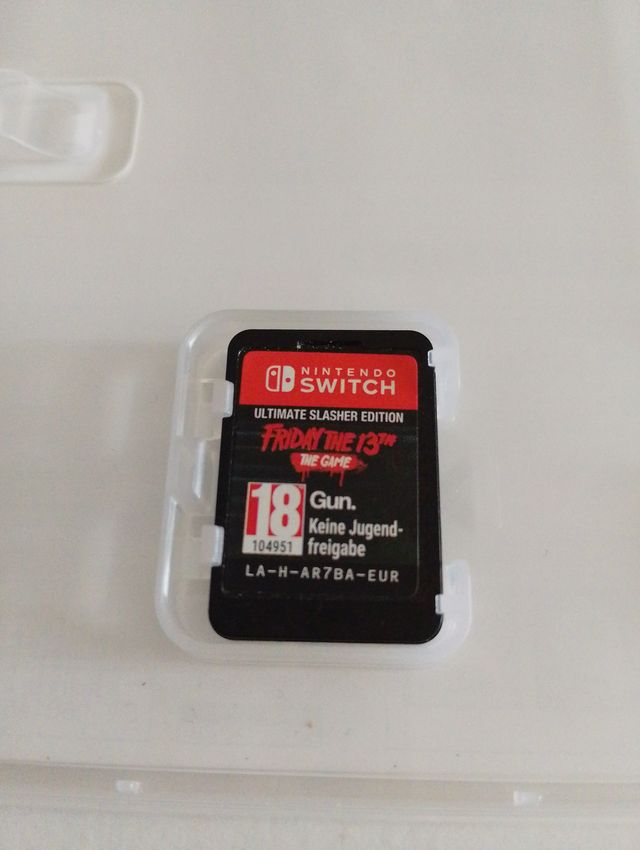 NINTENDO
SWITCH
ULTIMATE SLASHER EDITION
FRIDAY THE 13TH
THE GAME
18
104951
Gun.
Keine Jugend-
freigabe
LA-H-AR7BA-EUR